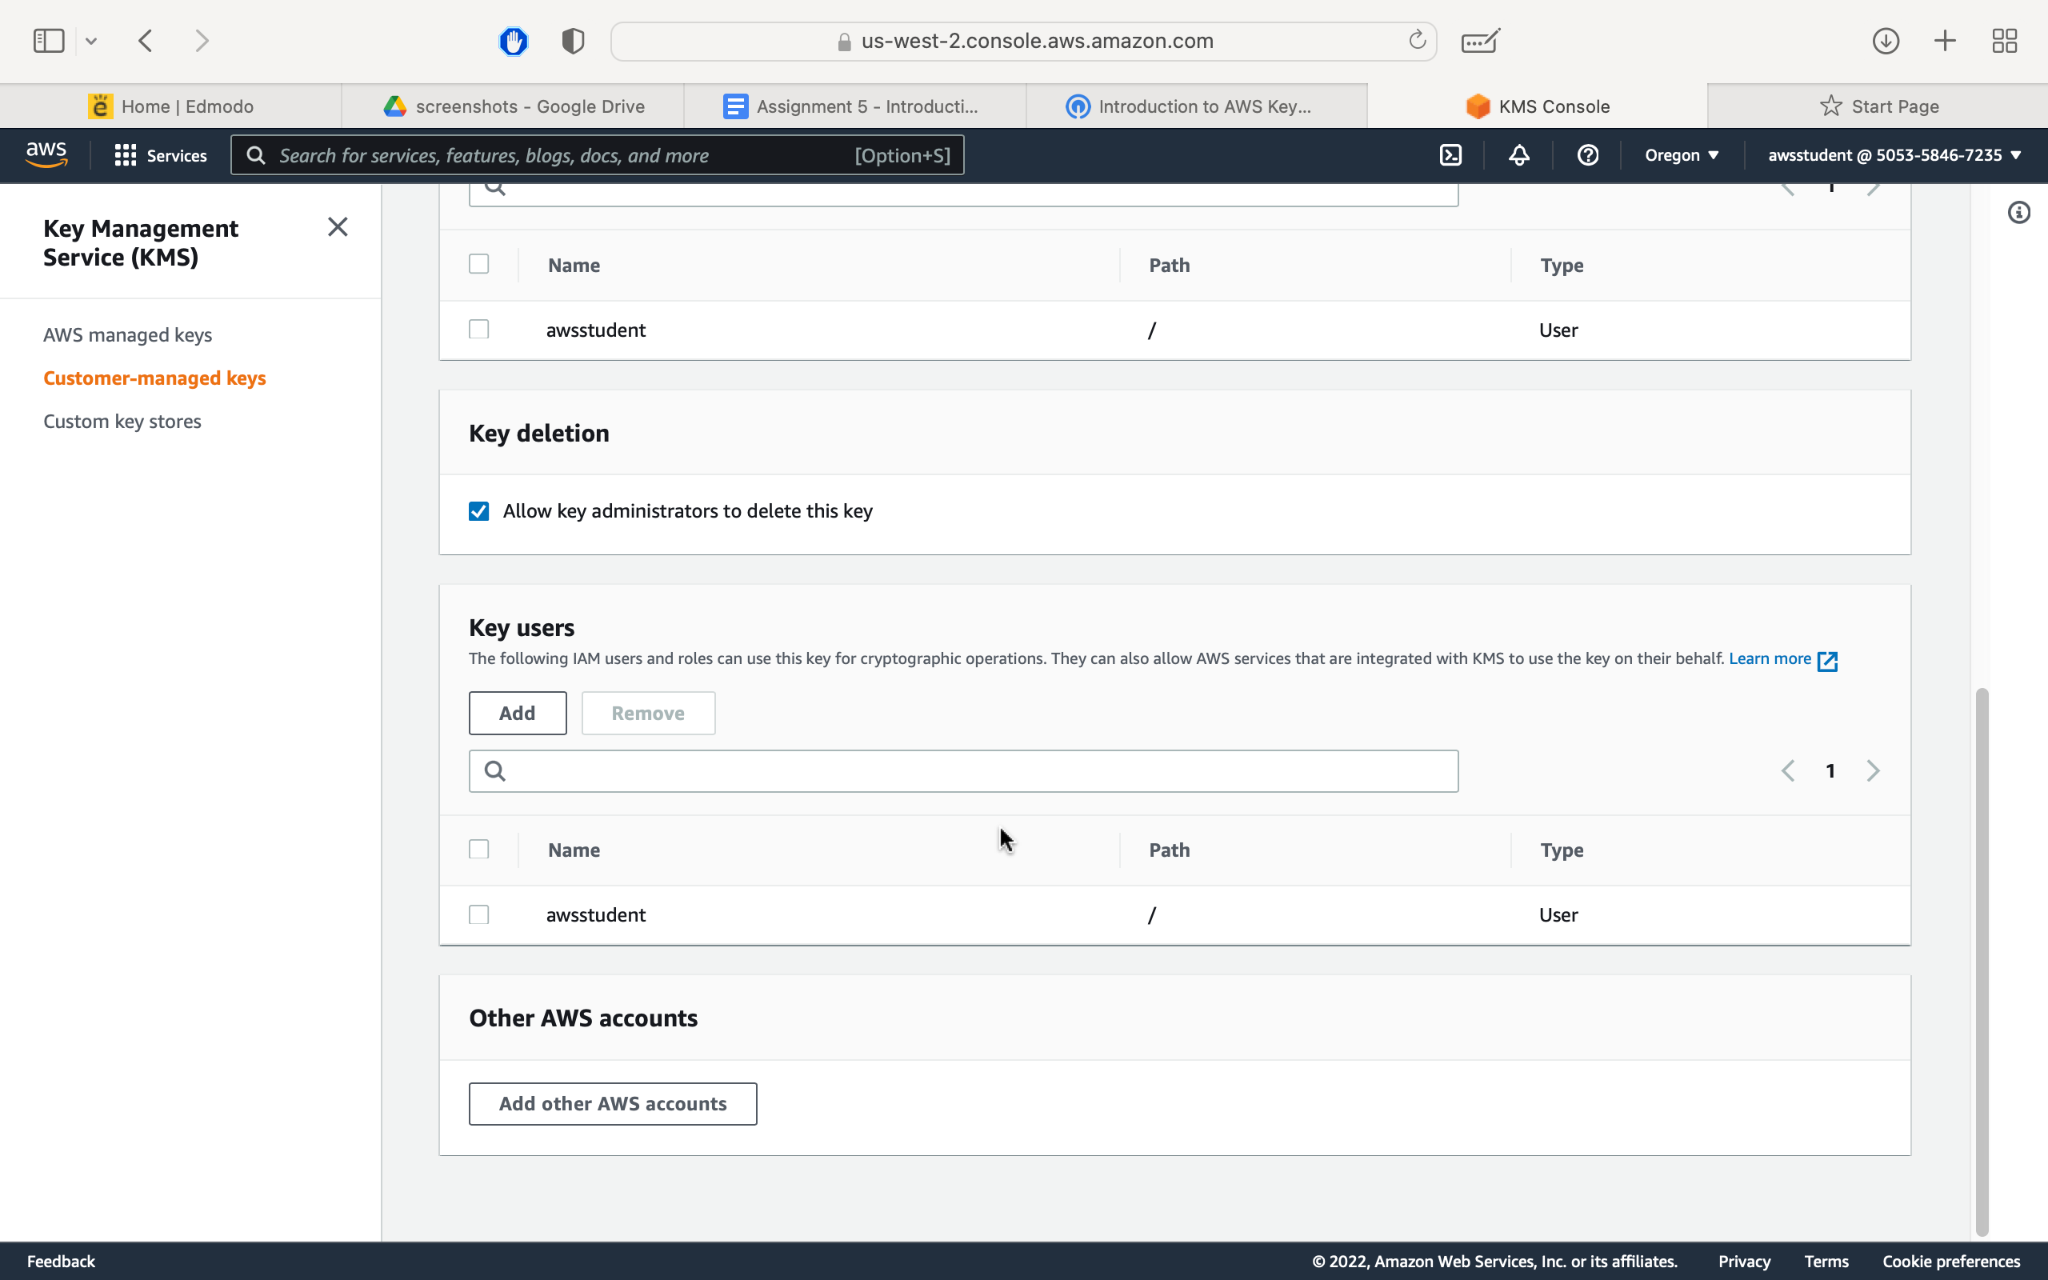 us-west-2.console.aws.amazon.com
Home | Edmodo
screenshots - Google Drive
Assignment 5 - Introducti...
Introduction to AWS Key...
KMS Console
Start Page
aws
Services
Search for services, features, blogs, docs, and more
[Option+S]
Oregon
awsstudent @ 5053-5846-7235
Key Management
Service (KMS)
AWS managed keys
Customer-managed keys
Custom key stores
1
Name
Path
Type
awsstudent
/
User
Key deletion
Allow key administrators to delete this key
Key users
The following IAM users and roles can use this key for cryptographic operations. They can also allow AWS services that are integrated with KMS to use the key on their behalf. Learn more
Add
Remove
1
Name
Path
Type
awsstudent
/
User
Other AWS accounts
Add other AWS accounts
Feedback
© 2022, Amazon Web Services, Inc. or its affiliates.
Privacy
Terms
Cookie preferences